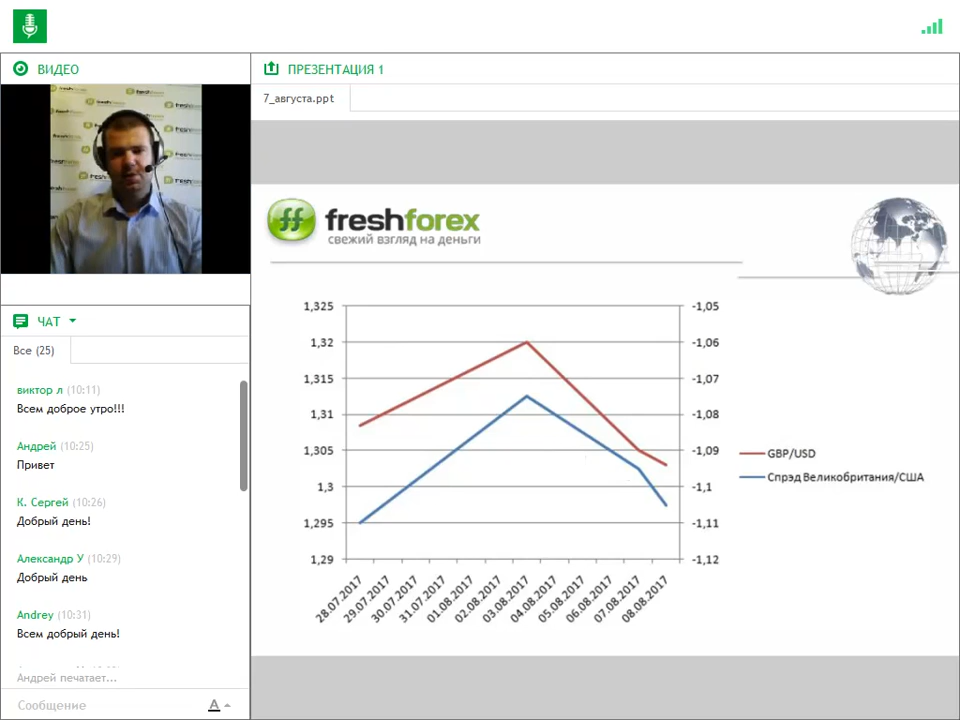 ВИДЕО
ПРЕЗЕНТАЦИЯ 1
7_августа.ppt
freshforex
свежий взгляд на деньги
ЧАТ
Все (25)
виктор л (10:11)
Всем доброе утро!!!
Андрей (10:25)
Привет
К. Сергей (10:26)
Добрый день!
Александр У (10:29)
Добрый день
Andrey (10:31)
Всем добрый день!
Андрей печатает...
Сообщение
A
1,325
1,32
1,315
1,31
1,305
1,3
1,295
1,29
-1,05
-1,06
-1,07
-1,08
-1,09
-1,1
-1,11
-1,12
28.07.2017
29.07.2017
30.07.2017
31.07.2017
01.08.2017
02.08.2017
03.08.2017
04.08.2017
05.08.2017
06.08.2017
07.08.2017
08.08.2017
GBP/USD
Спрэд Великобритания/США